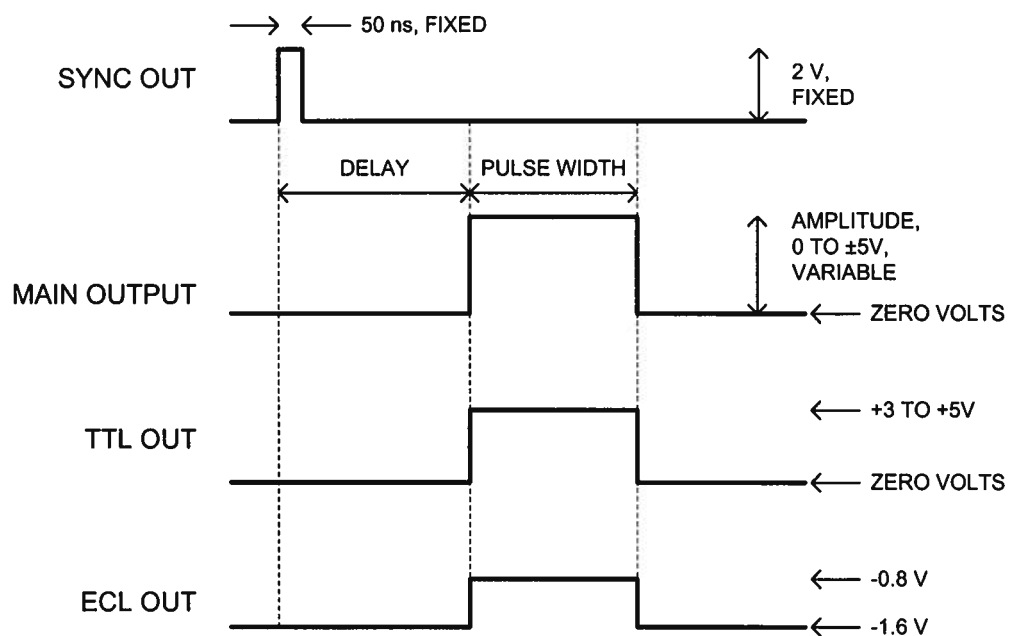 50 ns, FIXED
SYNC OUT
2 V,
FIXED
DELAY
PULSE WIDTH
AMPLITUDE,
0 TO ±5V,
VARIABLE
MAIN OUTPUT
ZERO VOLTS
+3 TO +5V
TTL OUT
ZERO VOLTS
-0.8 V
ECL OUT
-1.6 V